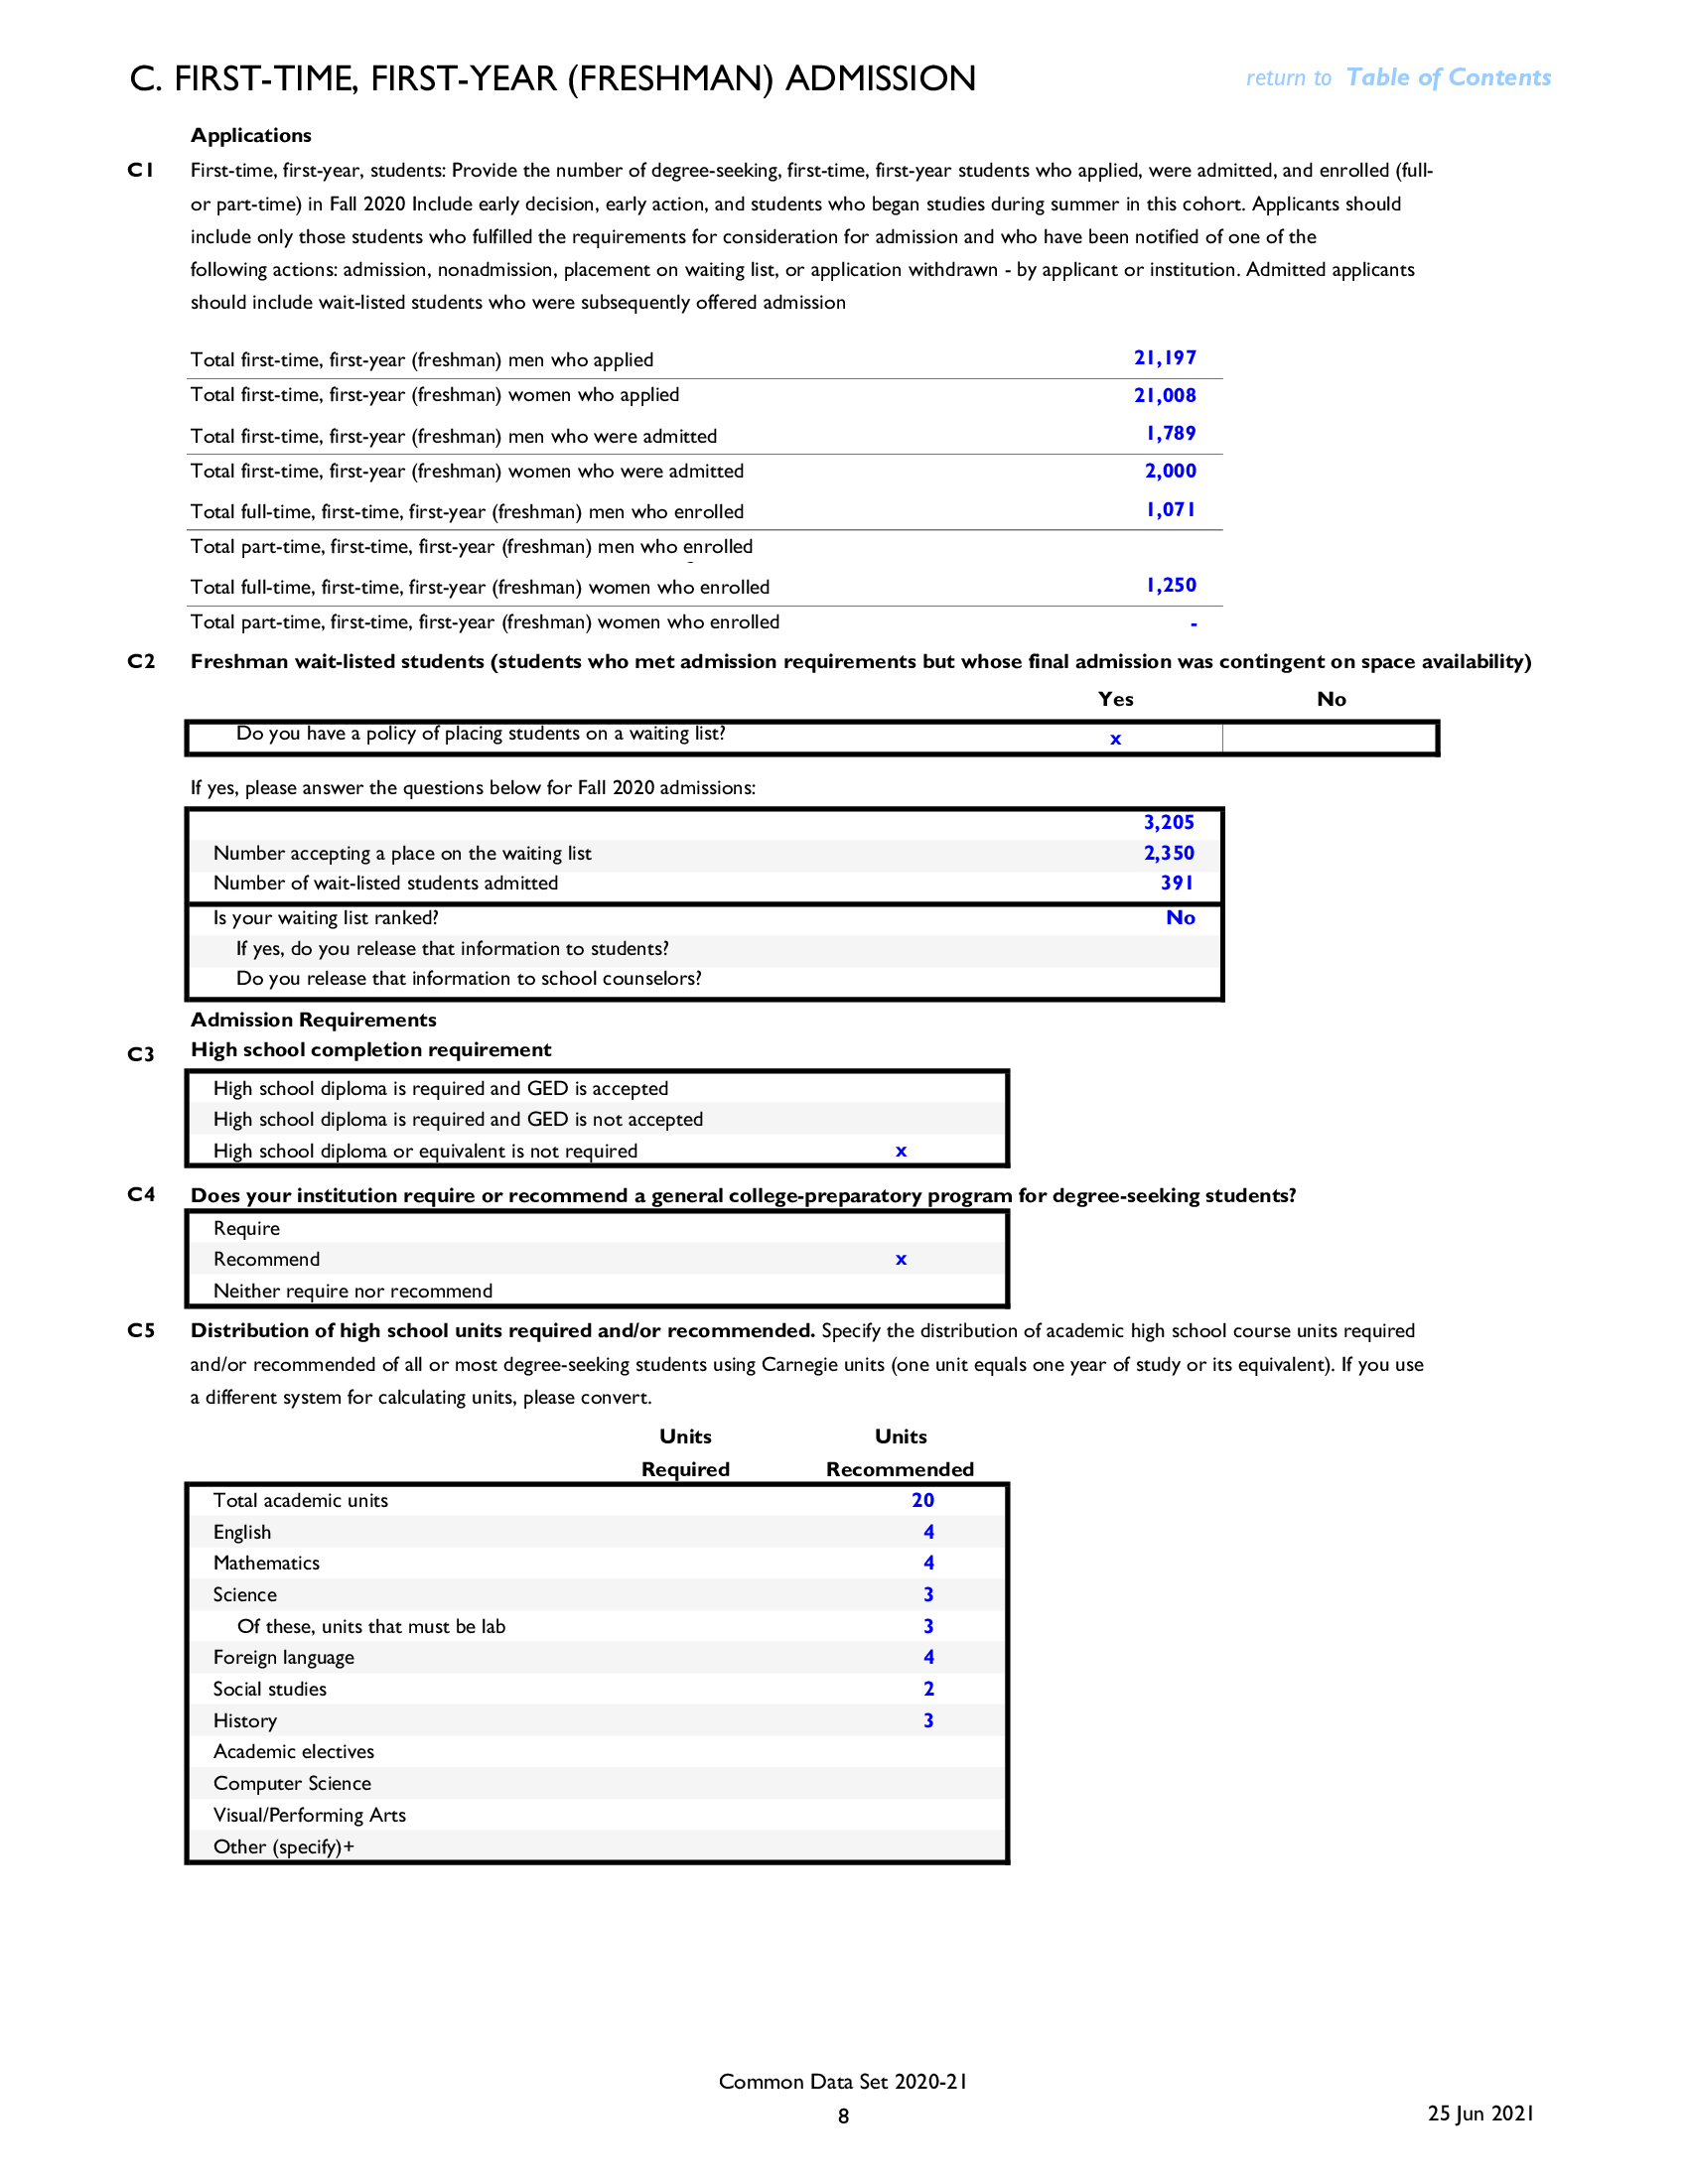 C. FIRST-TIME, FIRST-YEAR (FRESHMAN) ADMISSION return to Table of Contents
Applications
C1 First-time, first-year, students: Provide the number of degree-seeking, first-time, first-year students who applied, were admitted, and enrolled (full-
or part-time) in Fall 2020 Include early decision, early action, and students who began studies during summer in this cohort. Applicants should
include only those students who fulfilled the requirements for consideration for admission and who have been notified of one of the
following actions: admission, nonadmission, placement on waiting list, or application withdrawn - by applicant or institution. Admitted applicants
should include wait-listed students who were subsequently offered admission
Total first-time, first-year (freshman) men who applied 21,197
Total first-time, first-year (freshman) women who applied 21,008
Total first-time, first-year (freshman) men who were admitted 1,789
Total first-time, first-year (freshman) women who were admitted 2,000
Total full-time, first-time, first-year (freshman) men who enrolled 1,071
Total part-time, first-time, first-year (freshman) men who enrolled
Total full-time, first-time, first-year (freshman) women who enrolled 1,250
Total part-time, first-time, first-year (freshman) women who enrolled -
C2 Freshman wait-listed students (students who met admission requirements but whose final admission was contingent on space availability)
Yes No
Do you have a policy of placing students on a waiting list? x
If yes, please answer the questions below for Fall 2020 admissions:
3,205
Number accepting a place on the waiting list 2,350
Number of wait-listed students admitted 391
Is your waiting list ranked? No
If yes, do you release that information to students?
Do you release that information to school counselors?
Admission Requirements
C3 High school completion requirement
High school diploma is required and GED is accepted
High school diploma is required and GED is not accepted
High school diploma or equivalent is not required x
C4 Does your institution require or recommend a general college-preparatory program for degree-seeking students?
Require
Recommend x
Neither require nor recommend
C5 Distribution of high school units required and/or recommended. Specify the distribution of academic high school course units required
and/or recommended of all or most degree-seeking students using Carnegie units (one unit equals one year of study or its equivalent). If you use
a different system for calculating units, please convert.
Units Units
Required Recommended
Total academic units 20
English 4
Mathematics 4
Science 3
Of these, units that must be lab 3
Foreign language 4
Social studies 2
History 3
Academic electives
Computer Science
Visual/Performing Arts
Other (specify)+
Common Data Set 2020-21
8
25 Jun 2021